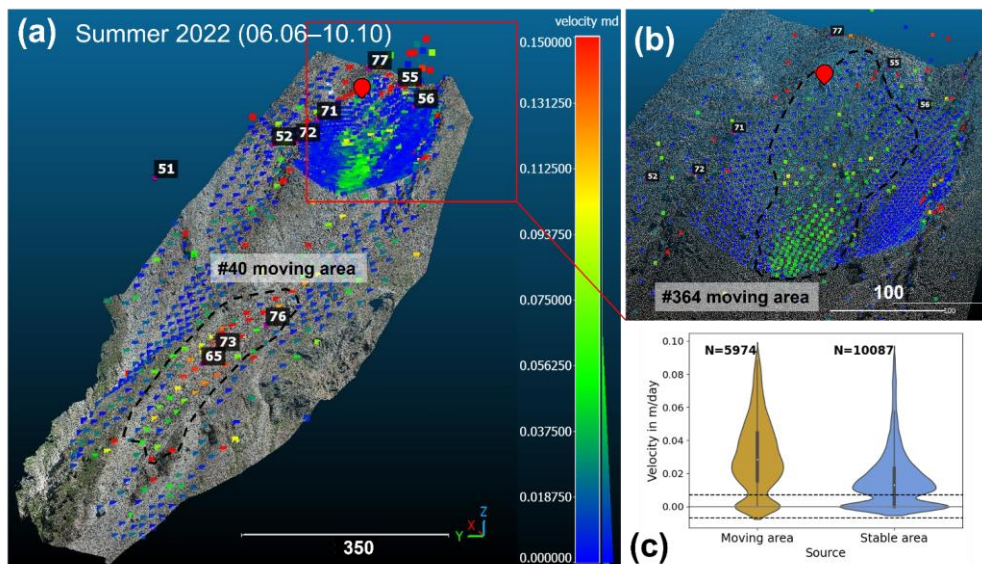 (a) Summer 2022 (06.06–10.10)
velocity md
0.150000
0.131250
0.112500
0.093750
0.075000
0.056250
0.037500
0.018750
0.000000
77
55
56
71
72
52
51
#40 moving area
76
73
65
350
X
Y
Z
(b)
77
55
56
71
72
52
#364 moving area
100
100
(c)
N=5974
N=10087
Velocity in m/day
0.10
0.08
0.06
0.04
0.02
0.00
Moving area
Stable area
Source